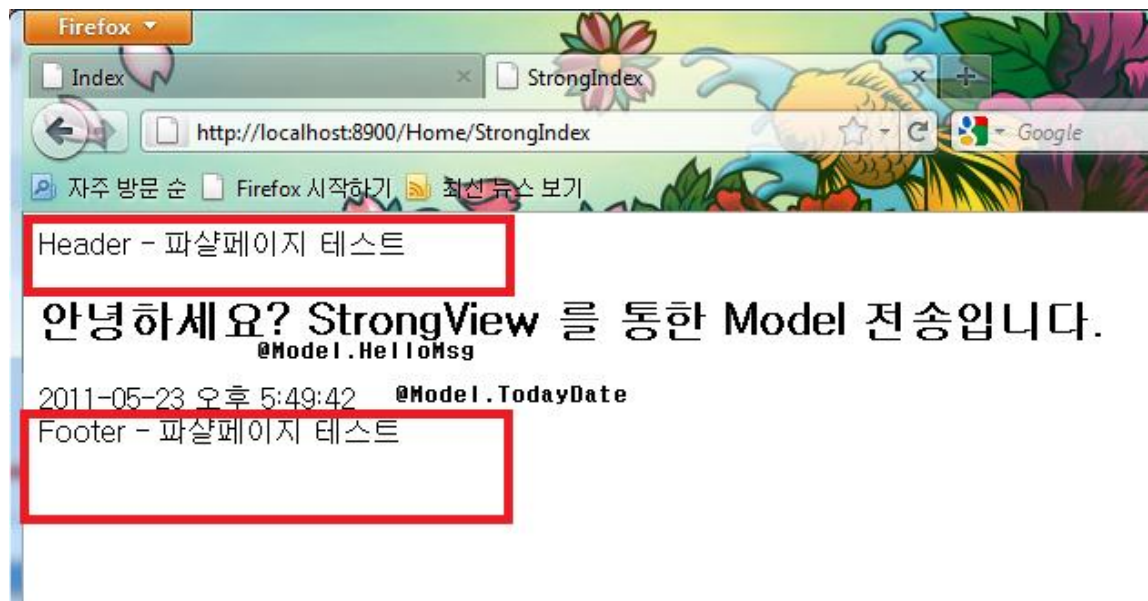 Firefox
Index
StrongIndex
http://localhost:8900/Home/StrongIndex
Google
자주 방문 순 Firefox 시작하기 최신 뉴스 보기
Header - 파샬페이지 테스트
안녕하세요? StrongView 를 통한 Model 전송입니다.
@Model.HelloMsg
2011-05-23 오후 5:49:42 @Model.TodayDate
Footer - 파샬페이지 테스트